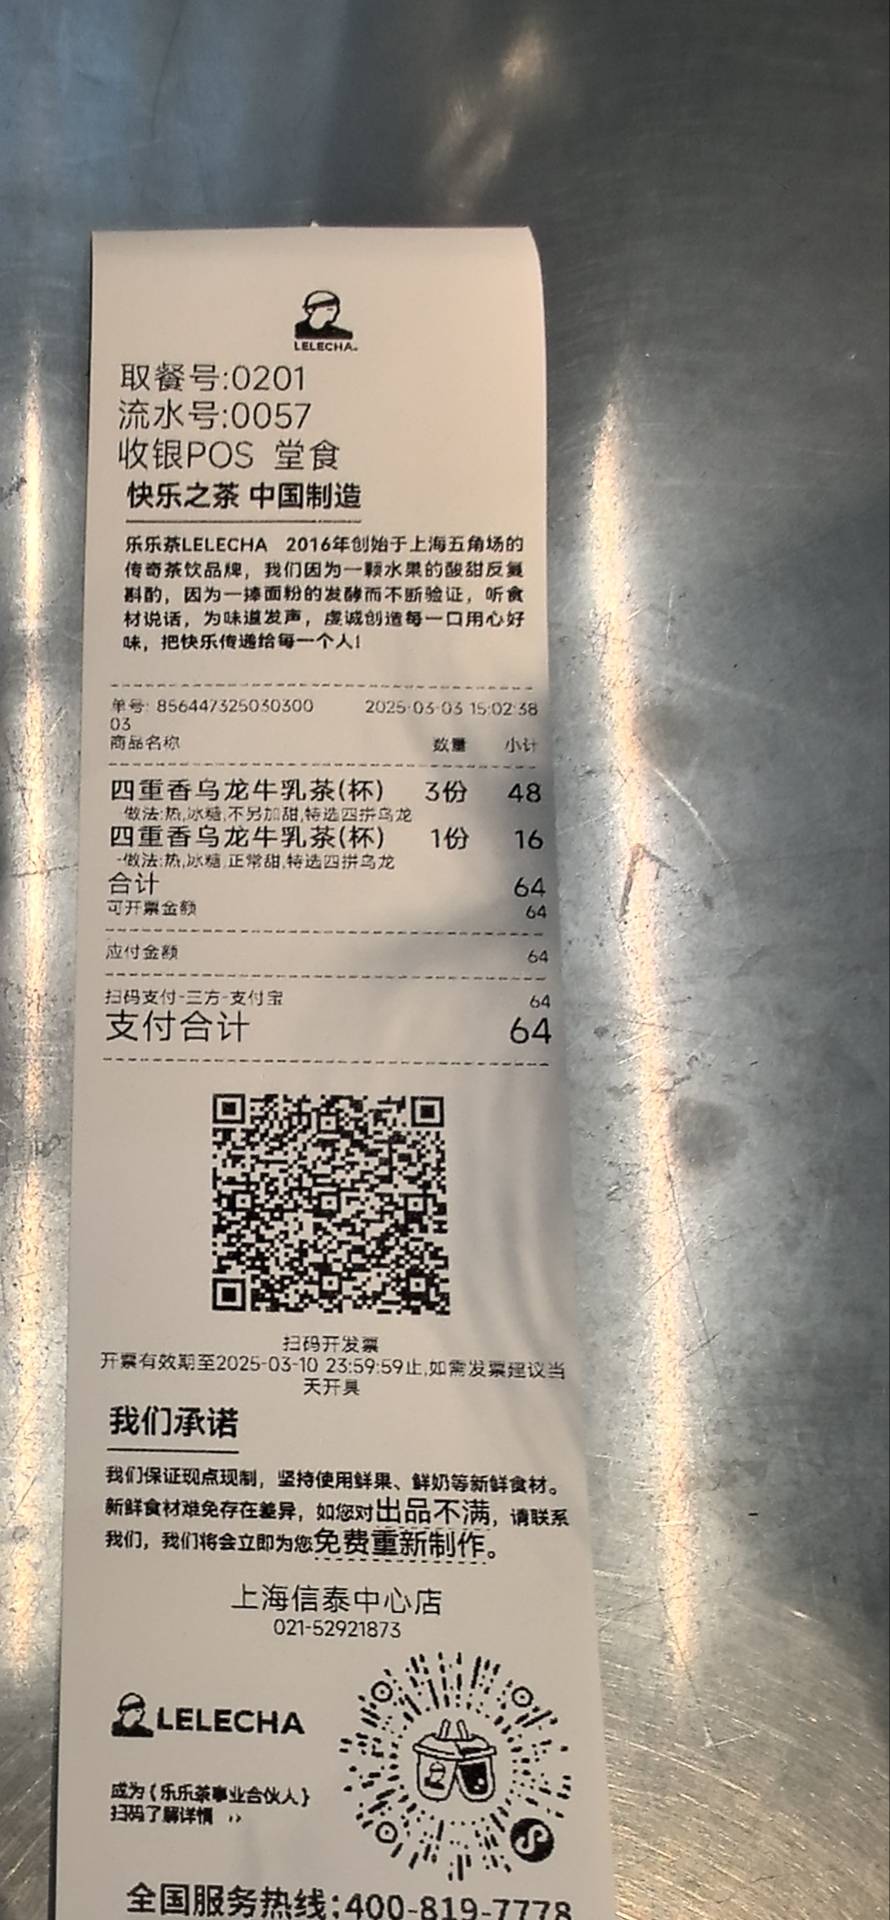 LELECHA
取餐号:0201
流水号:0057
收银POS 堂食
快乐之茶 中国制造
乐乐茶LELECHA 2016年创始于上海五角场的
传奇茶饮品牌，我们因为一颗水果的酸甜反复
斟酌，因为一捧面粉的发酵而不断验证，听食
材说话，为味道发声，虔诚创造每一口用心好
味，把快乐传递给每一个人!
单号: 856447325030300 2025-03-03 15:02:38
03
商品名称 数量 小计
四重香乌龙牛乳茶(杯) 3份 48
-做法:热,冰糖,不另加甜,特选四拼乌龙
四重香乌龙牛乳茶(杯) 1份 16
-做法:热,冰糖,正常甜,特选四拼乌龙
合计 64
可开票金额 64
应付金额 64
扫码支付-三方-支付宝 64
支付合计 64
扫码开发票
开票有效期至2025-03-10 23:59:59止,如需发票建议当
天开具
我们承诺
我们保证现点现制，坚持使用鲜果、鲜奶等新鲜食材。
新鲜食材难免存在差异，如您对出品不满，请联系
我们，我们将会立即为您免费重新制作。
上海信泰中心店
021-52921873
LELECHA
成为{乐乐茶事业合伙人}
扫码了解详情 ››
全国服务热线:400-819-7778